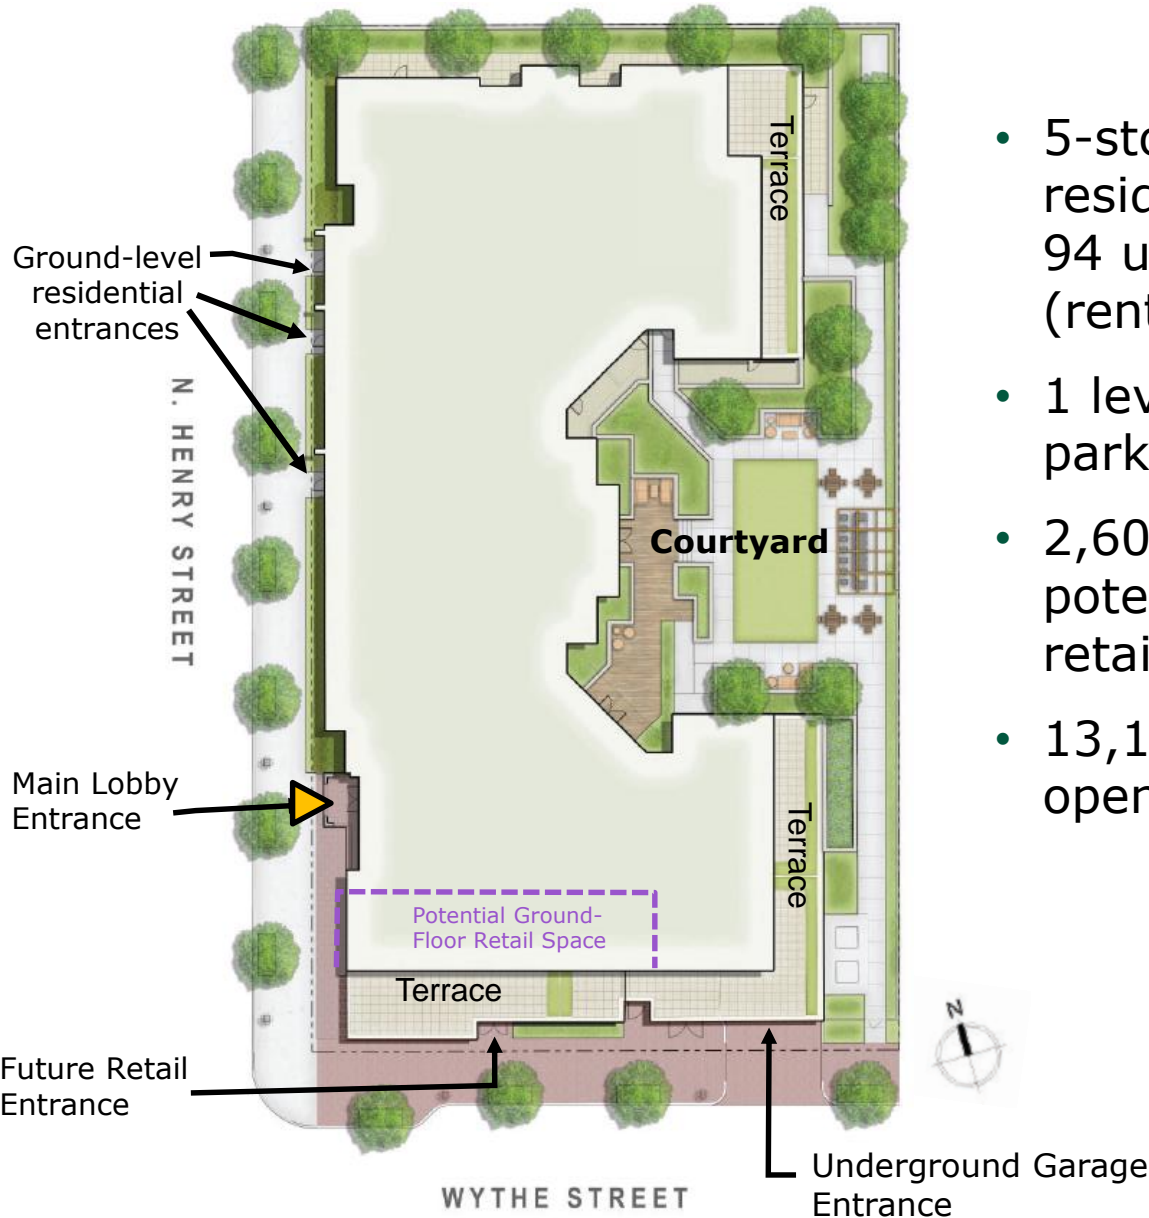 Terrace
Ground-level
residential
entrances
N. HENRY STREET
Courtyard
Main Lobby
Entrance
Terrace
Potential Ground-
Floor Retail Space
Terrace
Future Retail
Entrance
N
Underground Garage
Entrance
WYTHE STREET
• 5-sto
resid
94 u
(rent
• 1 lev
park
• 2,60
pote
retai
• 13,1
oper